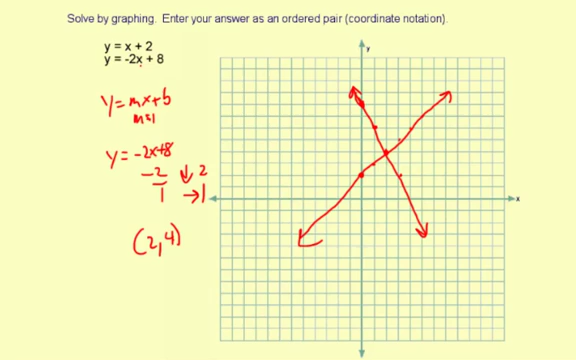 Solve by graphing. Enter your answer as an ordered pair (coordinate notation).
y = x + 2
y = -2x + 8
y = mx + b
m=1
y = -2x+8
-2 ↓ 2
1 → 1
(2,4)
y
x